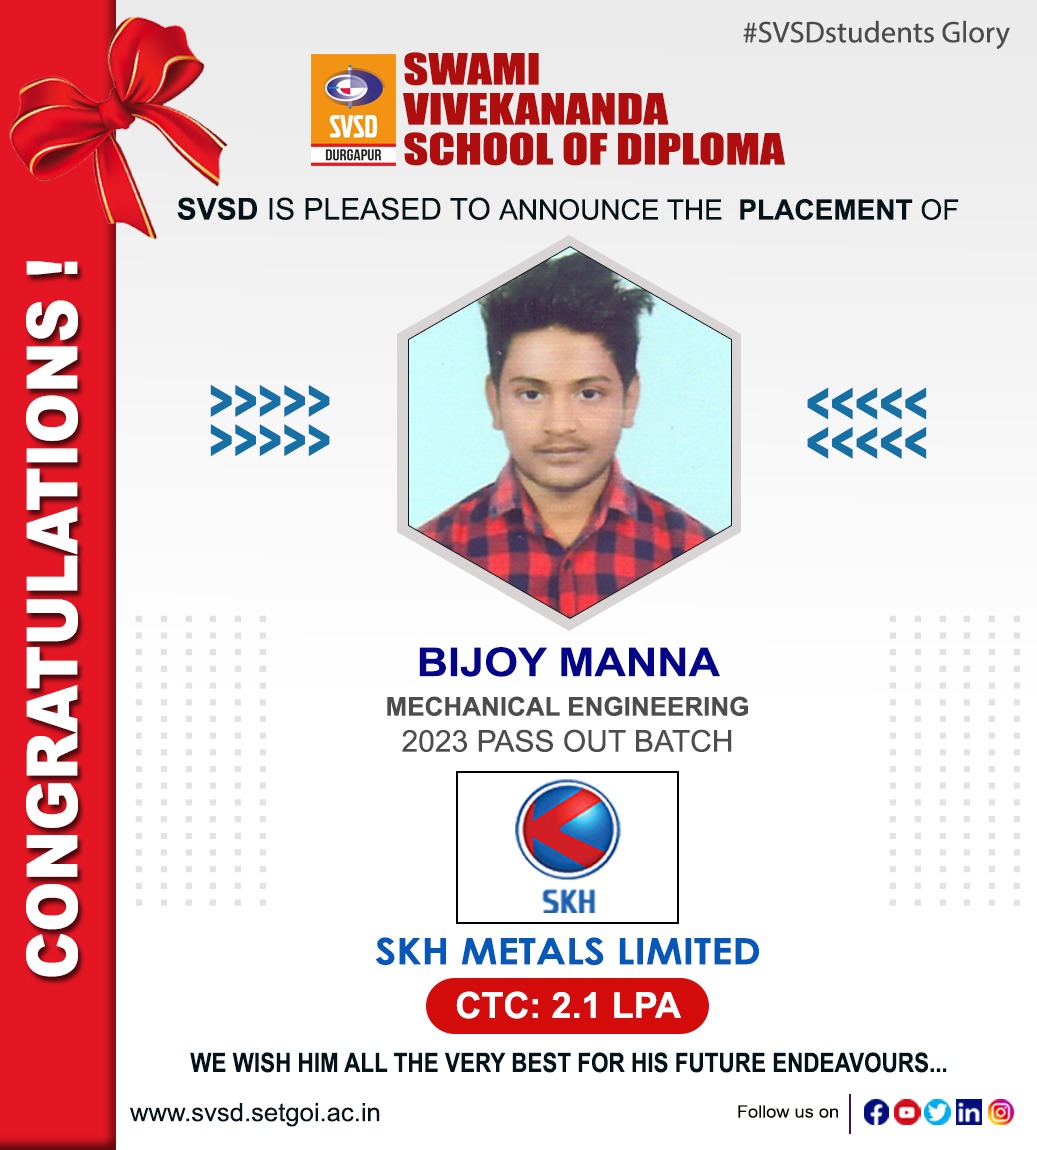 #SVSDstudents Glory
SVSD
DURGAPUR
SWAMI
VIVEKANANDA
SCHOOL OF DIPLOMA
SVSD IS PLEASED TO ANNOUNCE THE PLACEMENT OF
CONGRATULATIONS !
>>>>> <<<<<
>>>>> <<<<<
BIJOY MANNA
MECHANICAL ENGINEERING
2023 PASS OUT BATCH
SKH
SKH METALS LIMITED
CTC: 2.1 LPA
WE WISH HIM ALL THE VERY BEST FOR HIS FUTURE ENDEAVOURS...
www.svsd.setgoi.ac.in
Follow us on